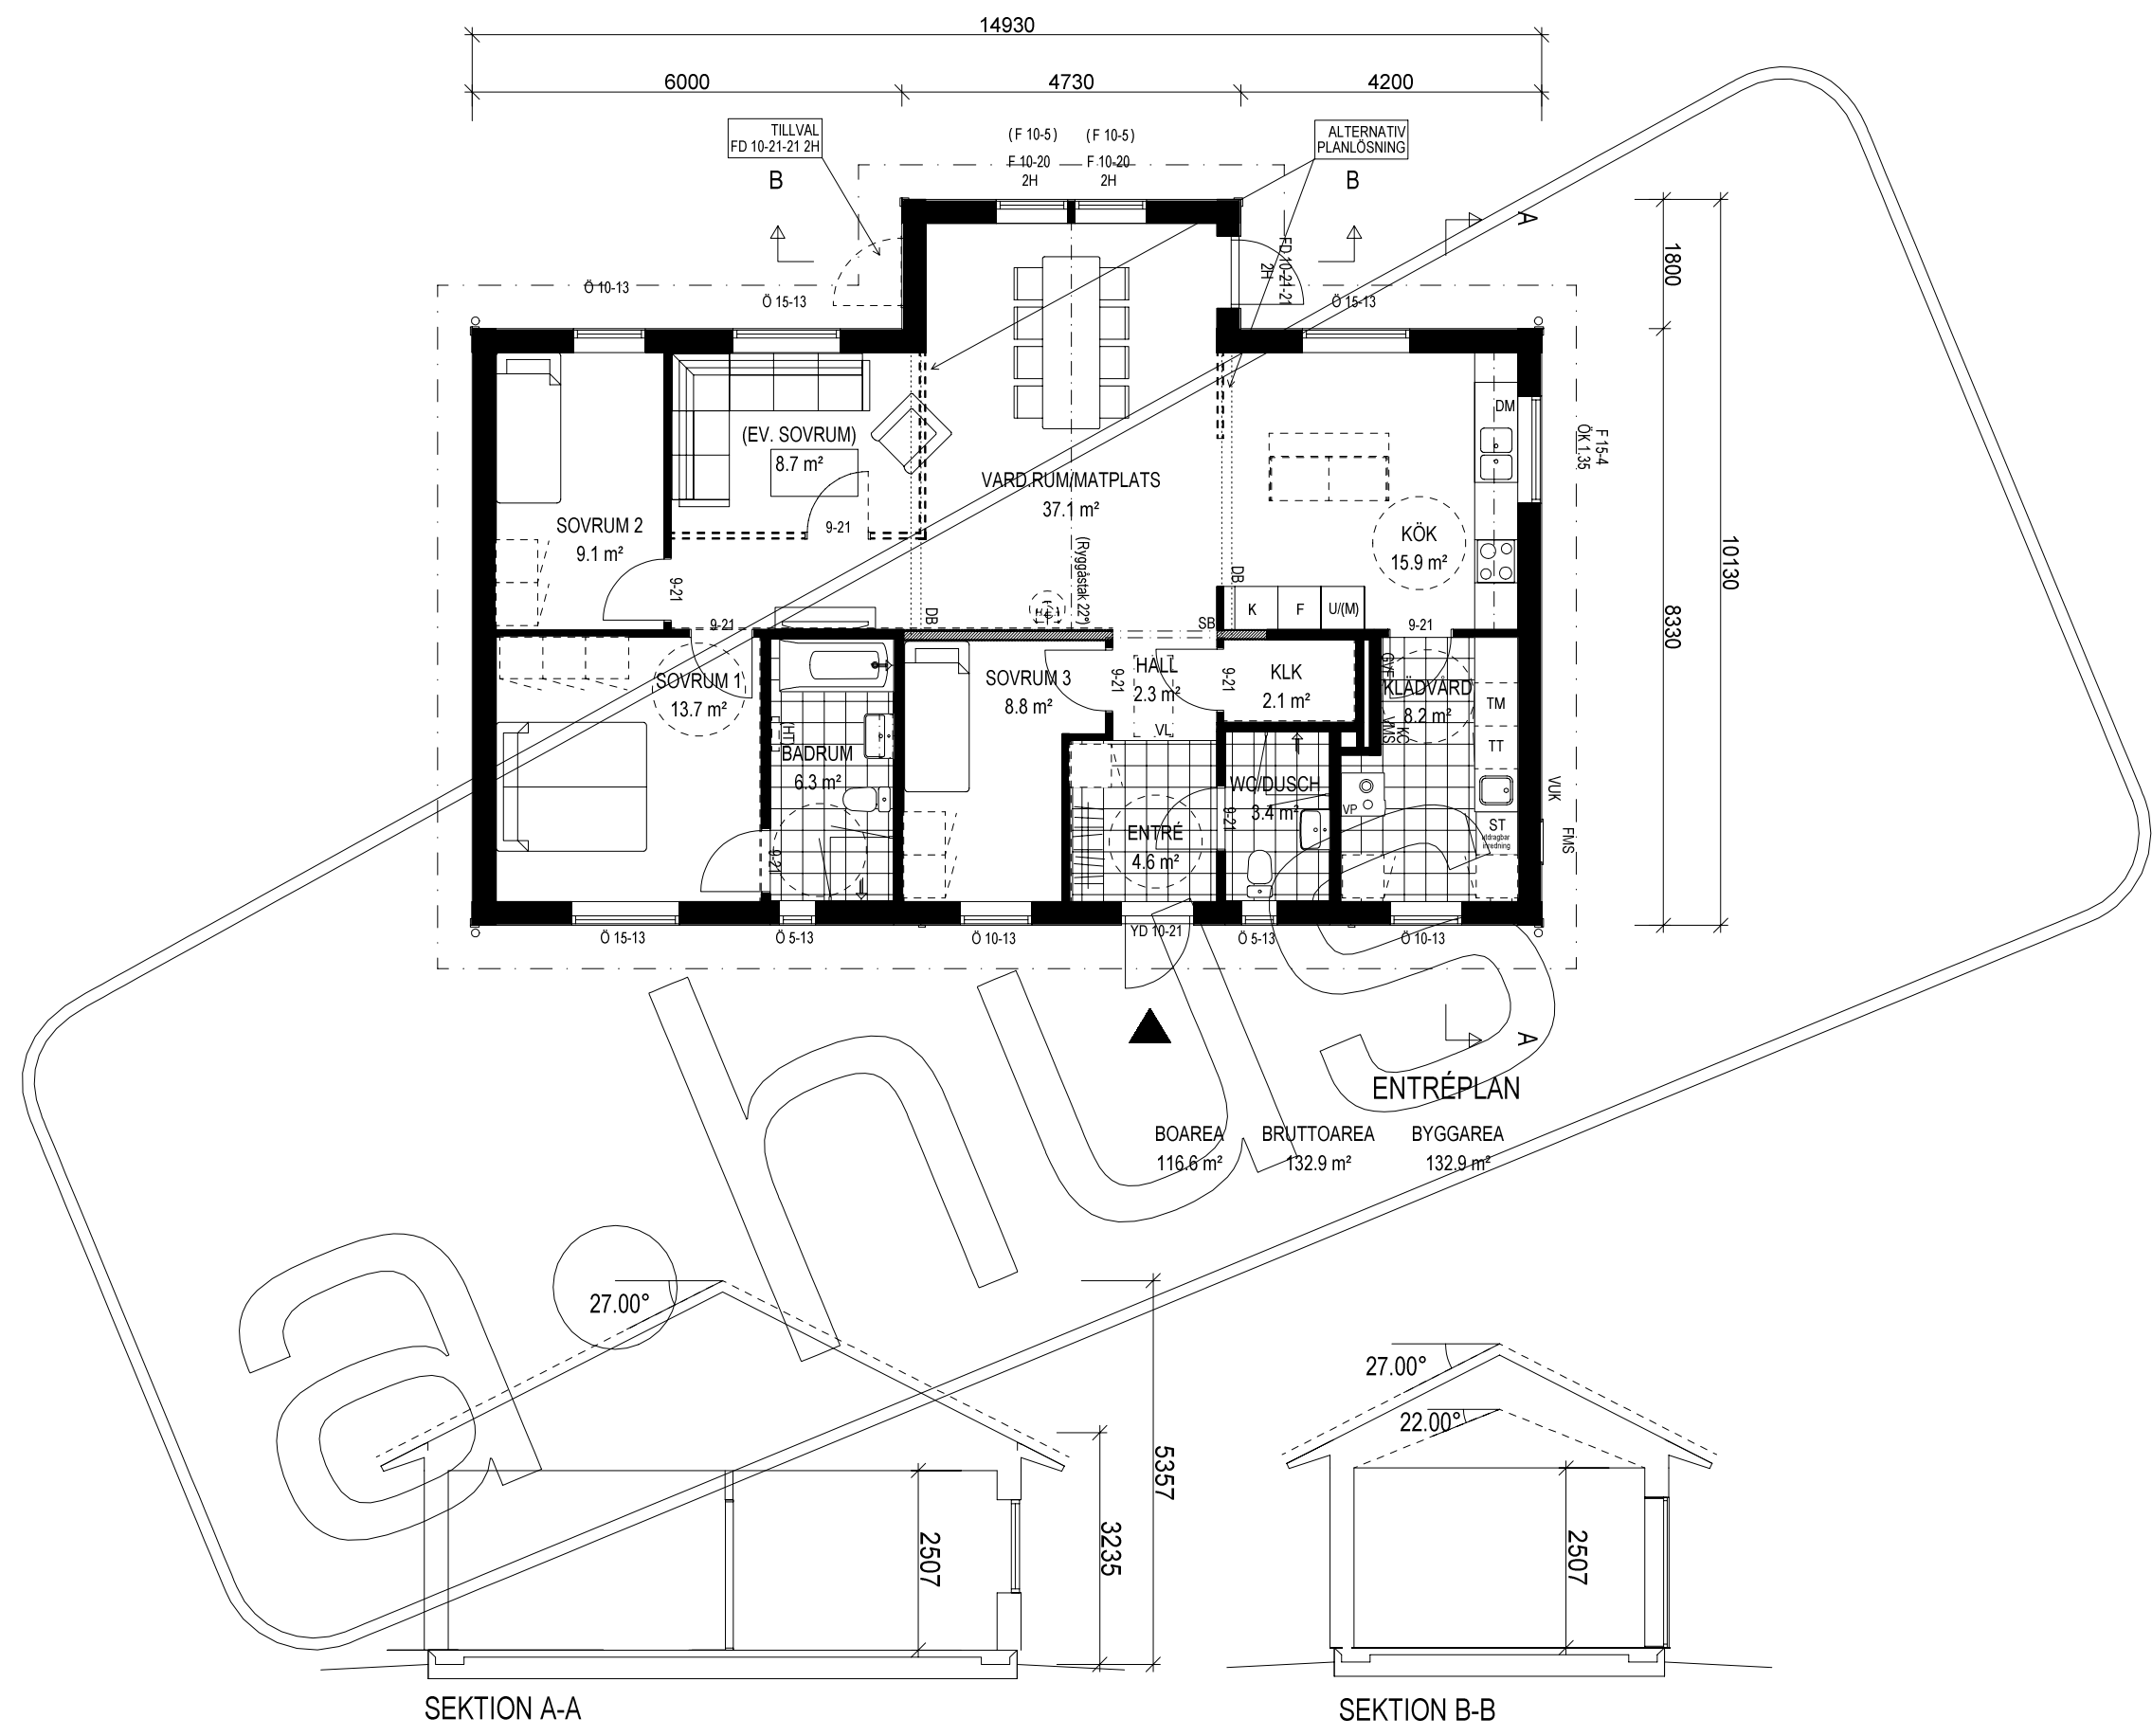 14930
6000
4730
4200
TILLVAL
FD 10-21-21 2H
( F 10-5 )
( F 10-5 )
ALTERNATIV
PLANLÖSNING
F 10-20
2H
F 10-20
2H
B
B
A
Ö 10-13
Ö 15-13
FD 10-21-21
2H
Ö 15-13
1800
10130
8330
DM
F 15-4
ÖK 1,35
(EV. SOVRUM)
8.7 m²
9-21
VARD.RUM/MATPLATS
37.1 m²
SOVRUM 2
9.1 m²
KÖK
15.9 m²
(Ryggåstak 22°)
9-21
9-21
DB
DB
SB
K
F
U/(M)
9-21
SOVRUM 1
13.7 m²
SOVRUM 3
8.8 m²
9-21
HALL
2.3 m²
9-21
KLK
2.1 m²
GVF
KLÄDVÅRD
8.2 m²
TM
TT
VL
VMS
KC
(HT)
BADRUM
6.3 m²
WC/DUSCH
3.4 m²
9-21
VP
ST
utdragbar
inredning
VUK
FMS
9-21
ENTRÉ
4.6 m²
Ö 15-13
Ö 5-13
Ö 10-13
YD 10-21
Ö 5-13
Ö 10-13
A
ENTRÉPLAN
BOAREA
BRUTTOAREA
BYGGAREA
116.6 m²
132.9 m²
132.9 m²
a.hus
27.00°
5357
3235
2507
SEKTION A-A
27.00°
22.00°
2507
SEKTION B-B